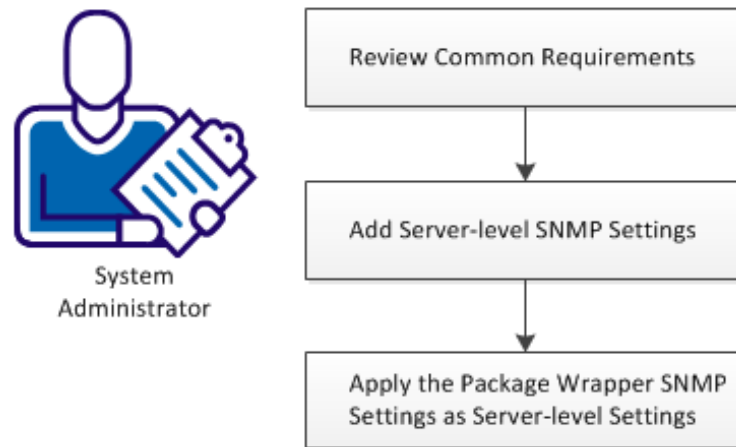 Review Common Requirements
Add Server-level SNMP Settings
System
Administrator
Apply the Package Wrapper SNMP
Settings as Server-level Settings